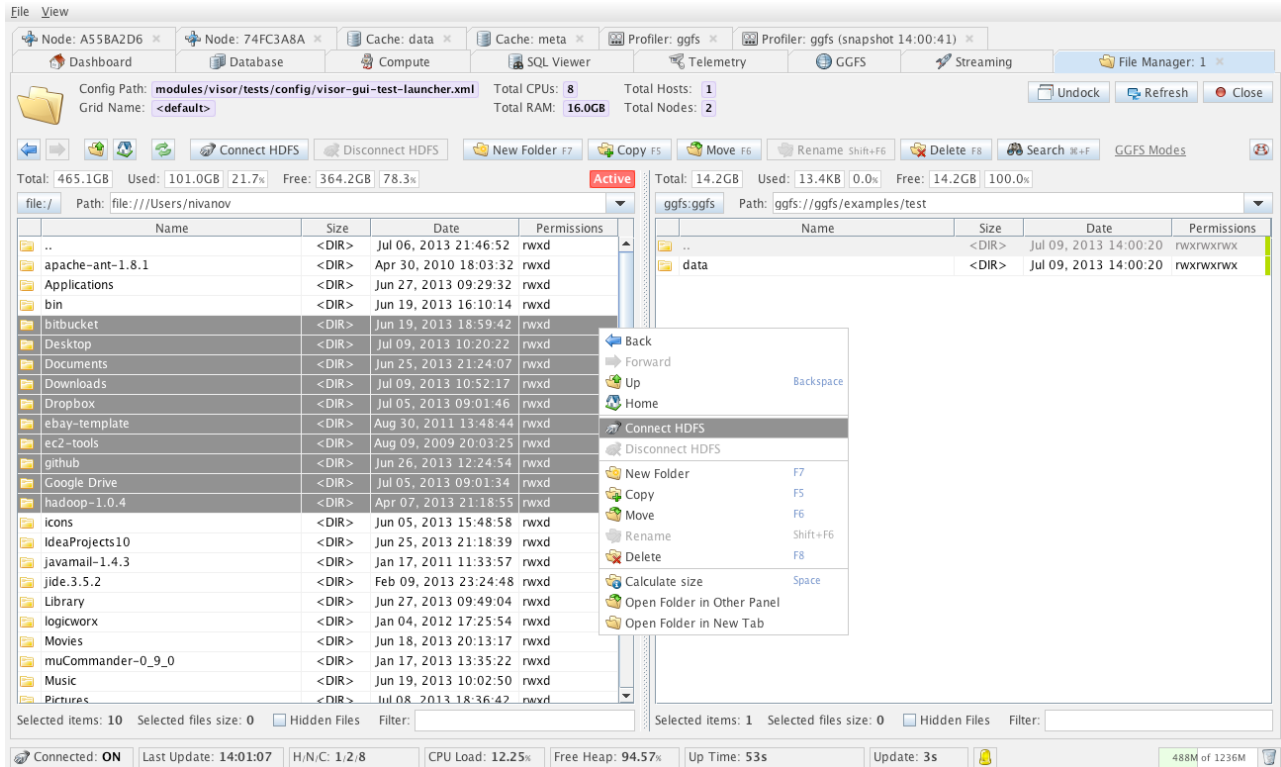 File View
Node: A55BA2D6 × Node: 74FC3A8A × Cache: data × Cache: meta × Profiler: ggfs × Profiler: ggfs (snapshot 14:00:41) ×
Dashboard Database Compute SQL Viewer Telemetry GGFS Streaming File Manager: 1 ×
Config Path: modules/visor/tests/config/visor-gui-test-launcher.xml Total CPUs: 8 Total Hosts: 1 Undock Refresh Close
Grid Name: <default> Total RAM: 16.0GB Total Nodes: 2
Connect HDFS Disconnect HDFS New Folder F7 Copy F5 Move F6 Rename Shift+F6 Delete F8 Search ⌘+F GGFS Modes
Total: 465.1GB Used: 101.0GB 21.7% Free: 364.2GB 78.3% Active Total: 14.2GB Used: 13.4KB 0.0% Free: 14.2GB 100.0%
file:/ Path: file:///Users/nivanov ggfs:ggfs Path: ggfs://ggfs/examples/test
Name Size Date Permissions Name Size Date Permissions
.. <DIR> Jul 06, 2013 21:46:52 rwxd .. <DIR> Jul 09, 2013 14:00:20 rwxrwxrwx
apache-ant-1.8.1 <DIR> Apr 30, 2010 18:03:32 rwxd data <DIR> Jul 09, 2013 14:00:20 rwxrwxrwx
Applications <DIR> Jun 27, 2013 09:29:32 rwxd
bin <DIR> Jun 19, 2013 16:10:14 rwxd
bitbucket <DIR> Jun 19, 2013 18:59:42 rwxd
Desktop <DIR> Jul 09, 2013 10:20:22 rwxd
Documents <DIR> Jun 25, 2013 21:24:07 rwxd
Downloads <DIR> Jul 09, 2013 10:52:17 rwxd
Dropbox <DIR> Jul 05, 2013 09:01:46 rwxd
ebay-template <DIR> Aug 30, 2011 13:48:44 rwxd
ec2-tools <DIR> Aug 09, 2009 20:03:25 rwxd
github <DIR> Jun 26, 2013 12:24:54 rwxd
Google Drive <DIR> Jul 05, 2013 09:01:34 rwxd
hadoop-1.0.4 <DIR> Apr 07, 2013 21:18:55 rwxd
icons <DIR> Jun 05, 2013 15:48:58 rwxd
IdeaProjects10 <DIR> Jun 25, 2013 21:18:39 rwxd
javamail-1.4.3 <DIR> Jan 17, 2011 11:33:57 rwxd
jide.3.5.2 <DIR> Feb 09, 2013 23:24:48 rwxd
Library <DIR> Jun 27, 2013 09:49:04 rwxd
logicworx <DIR> Jan 04, 2012 17:25:54 rwxd
Movies <DIR> Jun 18, 2013 20:13:17 rwxd
muCommander-0_9_0 <DIR> Jan 17, 2013 13:35:22 rwxd
Music <DIR> Jun 19, 2013 10:02:50 rwxd
Pictures <DIR> Jul 08, 2013 18:36:42 rwxd
Back
Forward
Up Backspace
Home
Connect HDFS
Disconnect HDFS
New Folder F7
Copy F5
Move F6
Rename Shift+F6
Delete F8
Calculate size Space
Open Folder in Other Panel
Open Folder in New Tab
Selected items: 10 Selected files size: 0 Hidden Files Filter: Selected items: 1 Selected files size: 0 Hidden Files Filter:
Connected: ON Last Update: 14:01:07 H/N/C: 1/2/8 CPU Load: 12.25% Free Heap: 94.57% Up Time: 53s Update: 3s 488M of 1236M